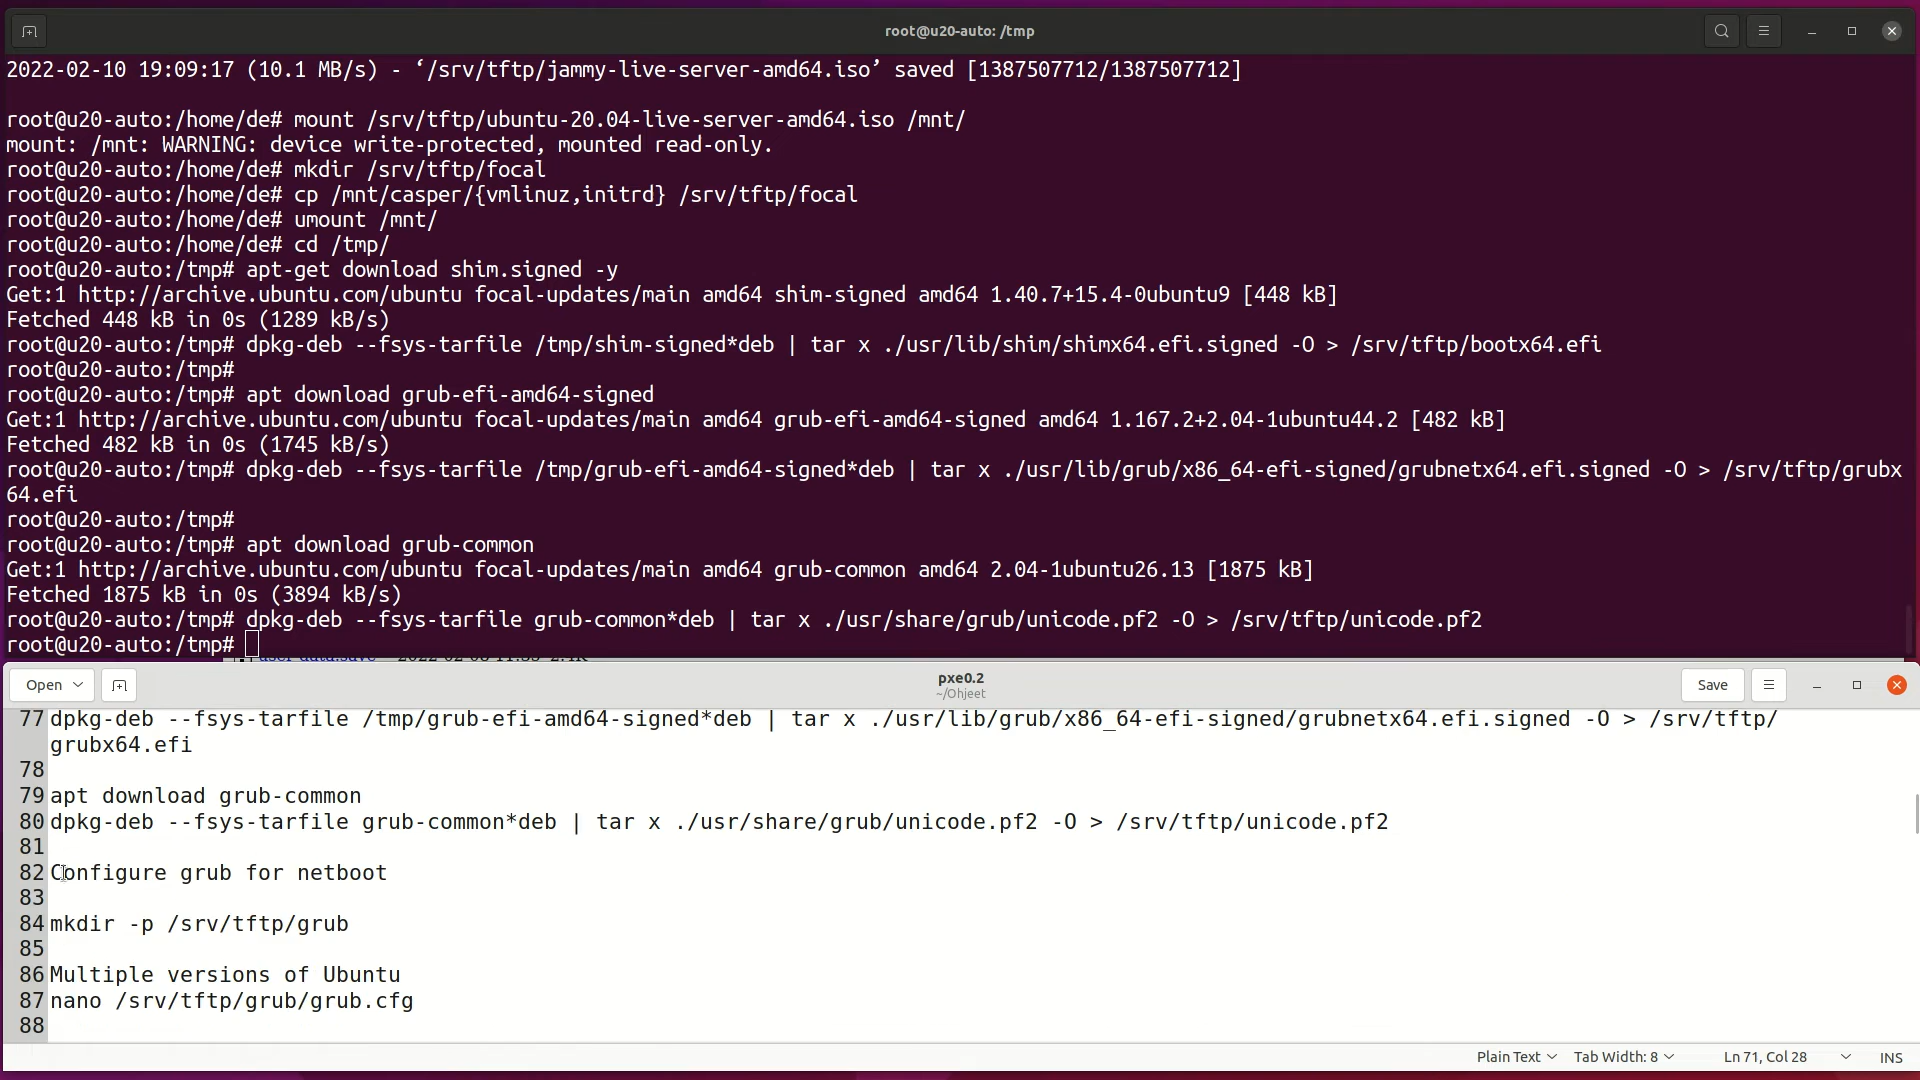 root@u20-auto: /tmp
2022-02-10 19:09:17 (10.1 MB/s) - ‘/srv/tftp/jammy-live-server-amd64.iso’ saved [1387507712/1387507712]
root@u20-auto:/home/de# mount /srv/tftp/ubuntu-20.04-live-server-amd64.iso /mnt/
mount: /mnt: WARNING: device write-protected, mounted read-only.
root@u20-auto:/home/de# mkdir /srv/tftp/focal
root@u20-auto:/home/de# cp /mnt/casper/{vmlinuz,initrd} /srv/tftp/focal
root@u20-auto:/home/de# umount /mnt/
root@u20-auto:/home/de# cd /tmp/
root@u20-auto:/tmp# apt-get download shim.signed -y
Get:1 http://archive.ubuntu.com/ubuntu focal-updates/main amd64 shim-signed amd64 1.40.7+15.4-0ubuntu9 [448 kB]
Fetched 448 kB in 0s (1289 kB/s)
root@u20-auto:/tmp# dpkg-deb --fsys-tarfile /tmp/shim-signed*deb | tar x ./usr/lib/shim/shimx64.efi.signed -O > /srv/tftp/bootx64.efi
root@u20-auto:/tmp#
root@u20-auto:/tmp# apt download grub-efi-amd64-signed
Get:1 http://archive.ubuntu.com/ubuntu focal-updates/main amd64 grub-efi-amd64-signed amd64 1.167.2+2.04-1ubuntu44.2 [482 kB]
Fetched 482 kB in 0s (1745 kB/s)
root@u20-auto:/tmp# dpkg-deb --fsys-tarfile /tmp/grub-efi-amd64-signed*deb | tar x ./usr/lib/grub/x86_64-efi-signed/grubnetx64.efi.signed -O > /srv/tftp/grubx
64.efi
root@u20-auto:/tmp#
root@u20-auto:/tmp# apt download grub-common
Get:1 http://archive.ubuntu.com/ubuntu focal-updates/main amd64 grub-common amd64 2.04-1ubuntu26.13 [1875 kB]
Fetched 1875 kB in 0s (3894 kB/s)
root@u20-auto:/tmp# dpkg-deb --fsys-tarfile grub-common*deb | tar x ./usr/share/grub/unicode.pf2 -O > /srv/tftp/unicode.pf2
root@u20-auto:/tmp#
Open
pxe0.2
~/Ohjeet
Save
77 dpkg-deb --fsys-tarfile /tmp/grub-efi-amd64-signed*deb | tar x ./usr/lib/grub/x86_64-efi-signed/grubnetx64.efi.signed -O > /srv/tftp/
grubx64.efi
78
79 apt download grub-common
80 dpkg-deb --fsys-tarfile grub-common*deb | tar x ./usr/share/grub/unicode.pf2 -O > /srv/tftp/unicode.pf2
81
82 Configure grub for netboot
83
84 mkdir -p /srv/tftp/grub
85
86 Multiple versions of Ubuntu
87 nano /srv/tftp/grub/grub.cfg
88
Plain Text
Tab Width: 8
Ln 71, Col 28
INS